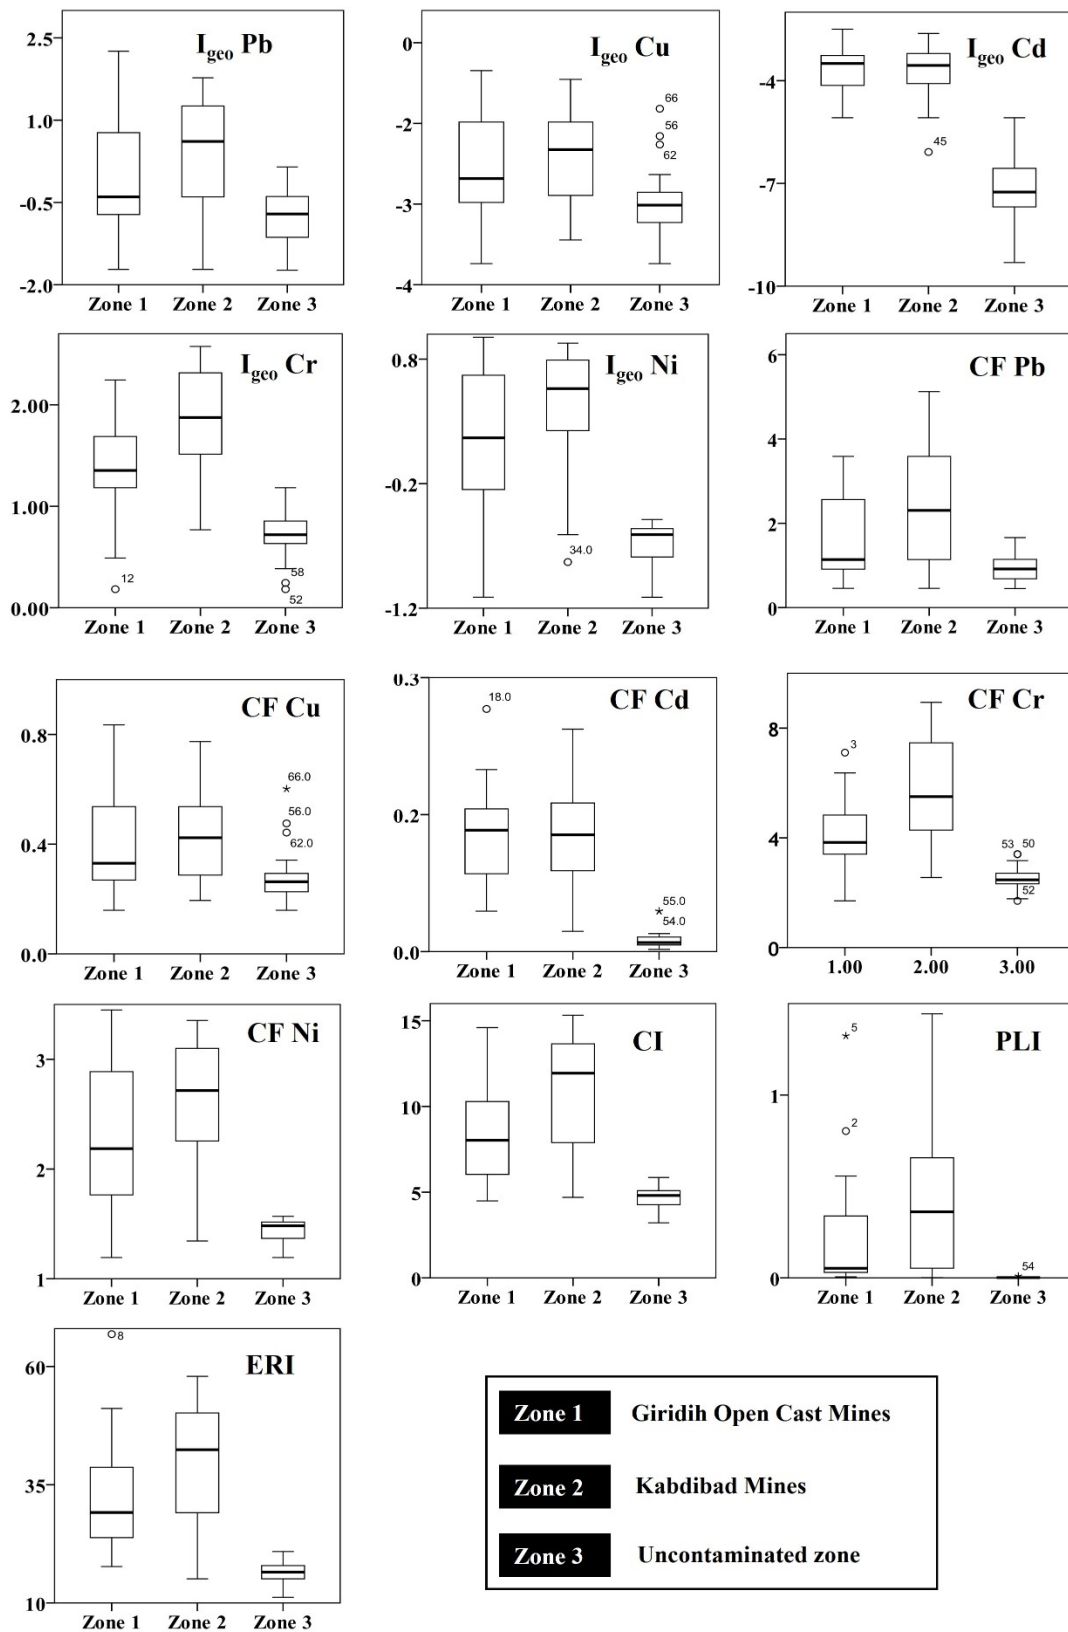 I_geo Pb
2.5
1.0
-0.5
-2.0
Zone 1 Zone 2 Zone 3
I_geo Cu
0
-2
-3
-4
66
56
62
Zone 1 Zone 2 Zone 3
I_geo Cd
-4
-7
-10
45
Zone 1 Zone 2 Zone 3
I_geo Cr
2.00
1.00
0.00
12
58
52
Zone 1 Zone 2 Zone 3
I_geo Ni
0.8
-0.2
-1.2
34.0
Zone 1 Zone 2 Zone 3
CF Pb
6
4
2
0
Zone 1 Zone 2 Zone 3
CF Cu
0.8
0.4
0.0
66.0
56.0
62.0
Zone 1 Zone 2 Zone 3
CF Cd
0.3
0.2
0.0
18.0
55.0
54.0
Zone 1 Zone 2 Zone 3
CF Cr
8
4
0
3
53 50
52
1.00 2.00 3.00
CF Ni
3
2
1
Zone 1 Zone 2 Zone 3
CI
15
10
5
0
Zone 1 Zone 2 Zone 3
PLI
1
0
5
2
54
Zone 1 Zone 2 Zone 3
ERI
60
35
10
8
Zone 1 Zone 2 Zone 3
Zone 1 Giridih Open Cast Mines
Zone 2 Kabdibad Mines
Zone 3 Uncontaminated zone